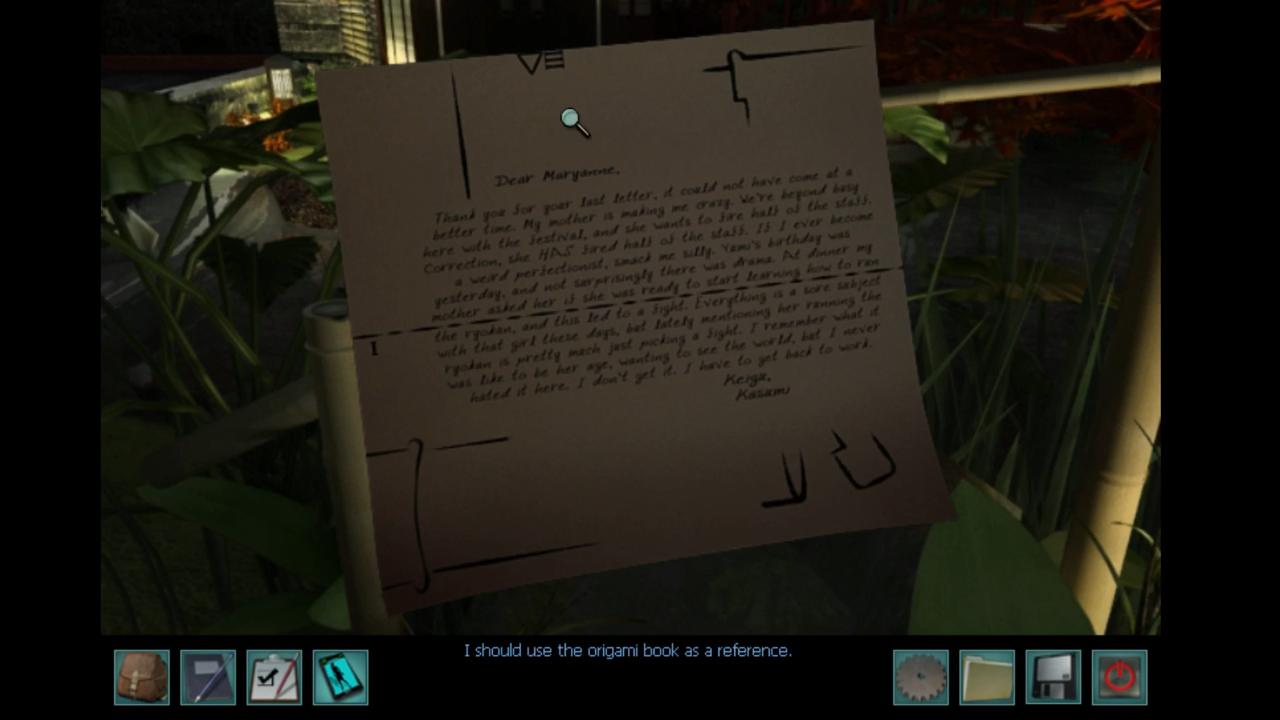 Dear Maryanne,
Thank you for your last letter, it could not have come at a
better time. My mother is making me crazy. We're beyond busy
here with the festival, and she wants to fire half of the staff.
Correction, she HAS fired half of the staff. If I ever become
a weird perfectionist, smack me silly. Yumi's birthday was
yesterday, and not surprisingly there was drama. At dinner my
mother asked her if she was ready to start learning how to run
the ryokan, and this led to a fight. Everything is a sore subject
with that girl these days, but lately mentioning her running the
ryokan is pretty much just picking a fight. I remember what it
was like to be her age, wanting to see the world, but I never
hated it here. I don't get it. I have to get back to work.
Keigu,
Kasumi
I
I should use the origami book as a reference.